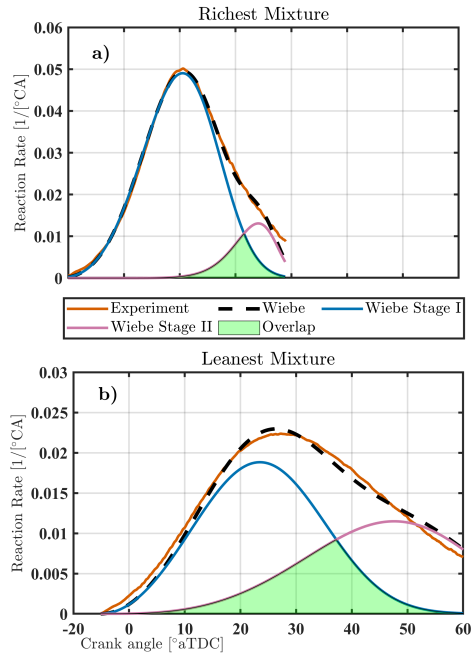 Richest Mixture
a)
Reaction Rate [1/[°CA]
0.06
0.05
0.04
0.03
0.02
0.01
0
Experiment Wiebe Wiebe Stage I
Wiebe Stage II Overlap
Leanest Mixture
b)
Reaction Rate [1/[°CA]
0.03
0.025
0.02
0.015
0.01
0.005
0
-20 -10 0 10 20 30 40 50 60
Crank angle [°aTDC]